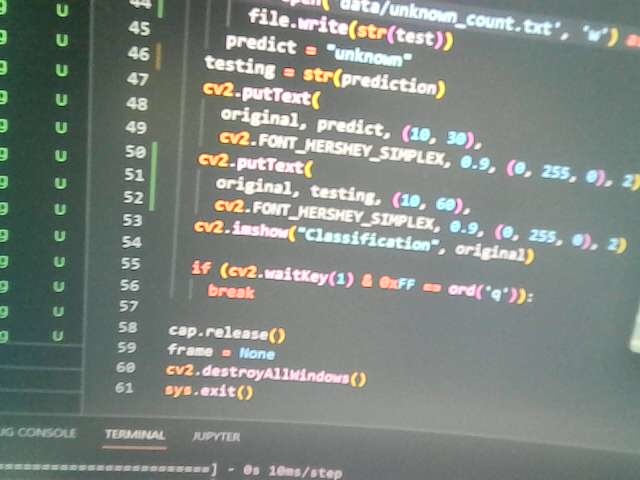 44 open('data/unknown_count.txt', 'w') a
45 file.write(str(test))
46 predict = "unknown"
47 testing = str(prediction)
48 cv2.putText(
49 original, predict, (10, 30),
50 cv2.FONT_HERSHEY_SIMPLEX, 0.9, (0, 255, 0), 2)
51 cv2.putText(
52 original, testing, (10, 60),
53 cv2.FONT_HERSHEY_SIMPLEX, 0.9, (0, 255, 0), 2)
54 cv2.imshow("Classification", original)
55 if (cv2.waitKey(1) & 0xFF == ord('q')):
56 break
57
58 cap.release()
59 frame = None
60 cv2.destroyAllWindows()
61 sys.exit()
g U
g U
g U
g U
g U
g U
g U
g U
g U
g U
g U
g U
UG CONSOLE TERMINAL JUPYTER
========================] - 0s 10ms/step